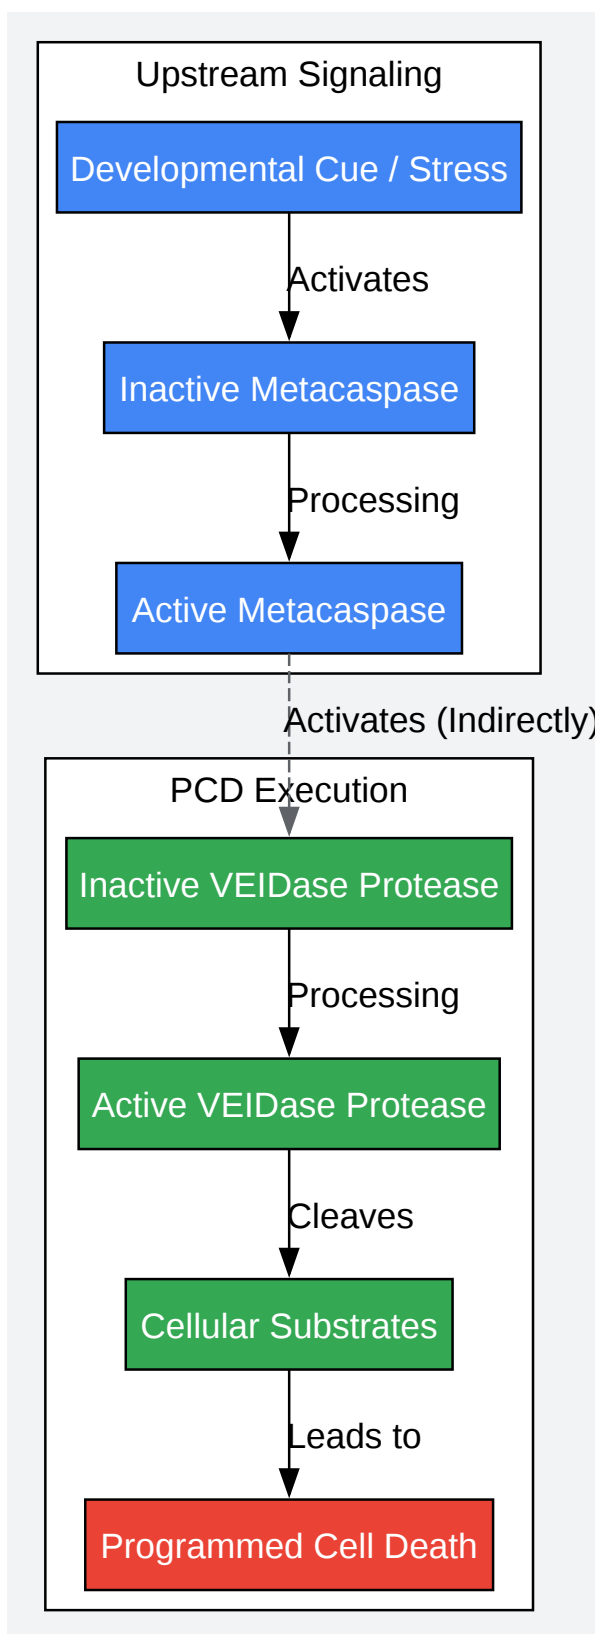 Upstream Signaling
Developmental Cue / Stress
Activates
Inactive Metacaspase
Processing
Active Metacaspase
Activates (Indirectly)
PCD Execution
Inactive VEIDase Protease
Processing
Active VEIDase Protease
Cleaves
Cellular Substrates
Leads to
Programmed Cell Death